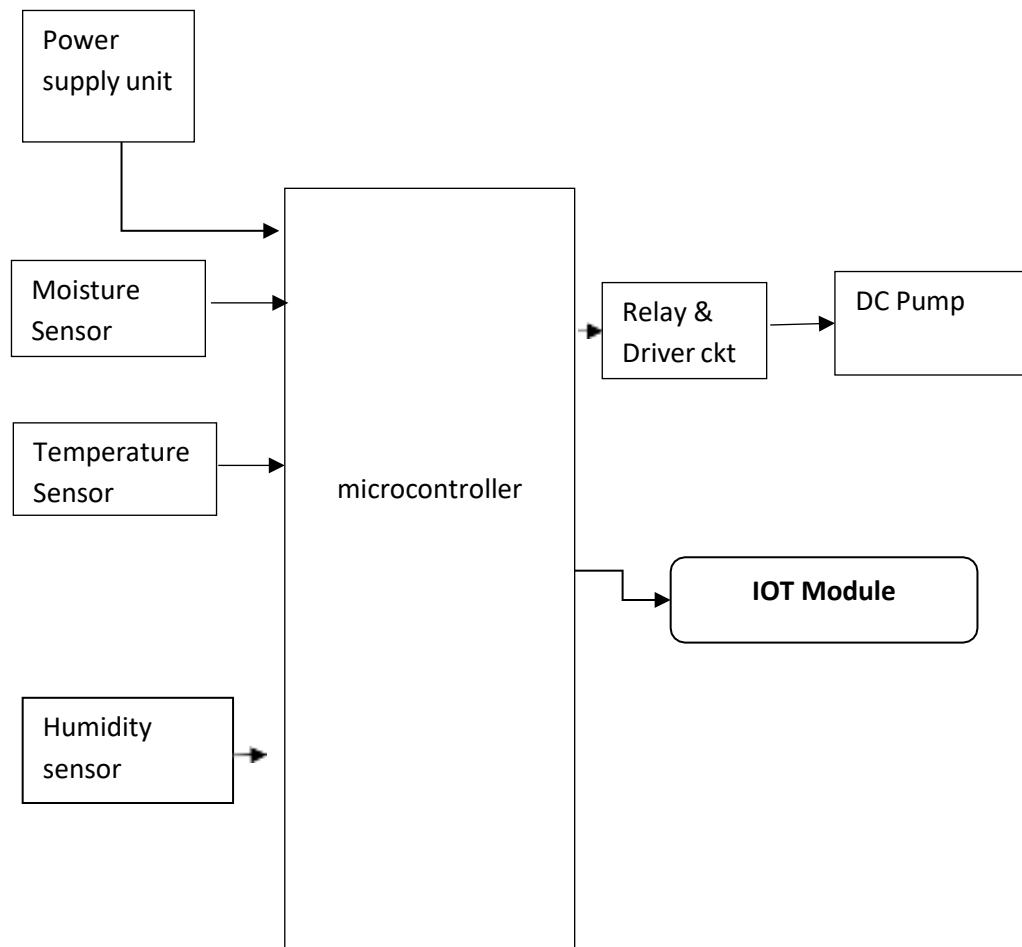 Power
supply unit
Moisture
Sensor
Relay &
Driver ckt
DC Pump
Temperature
Sensor
microcontroller
IOT Module
Humidity
sensor